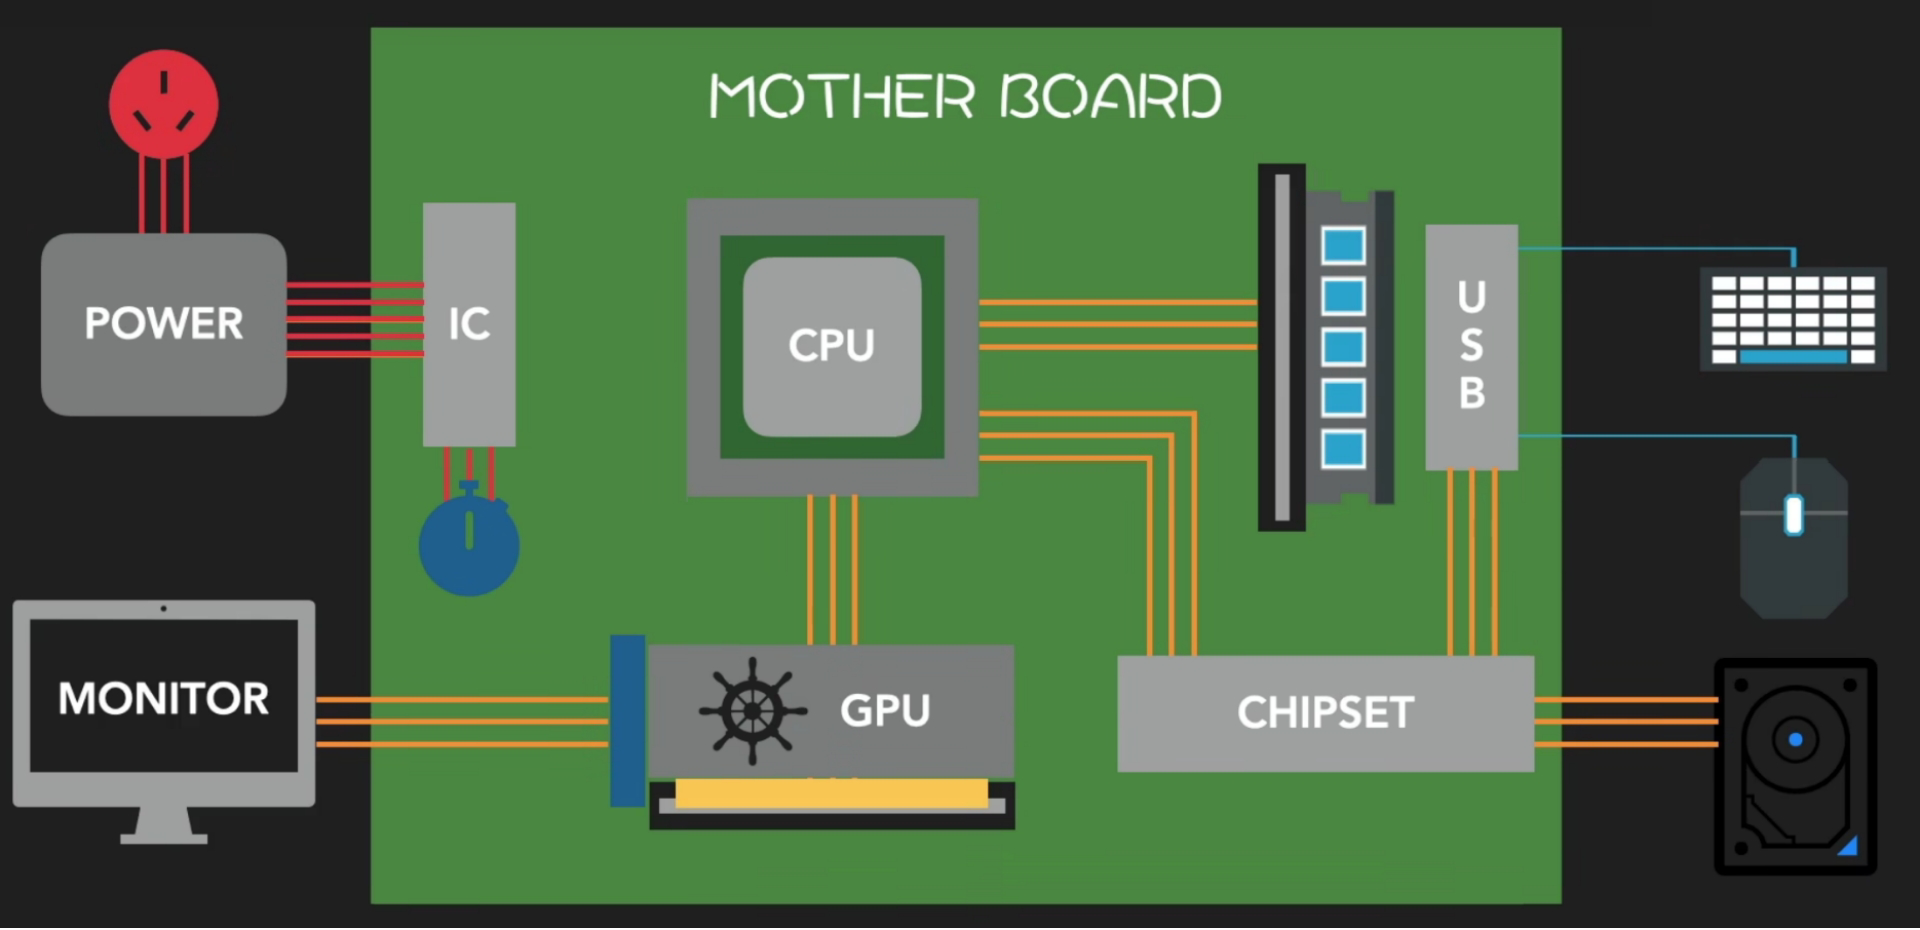 MOTHER BOARD
POWER
IC
CPU
U
S
B
MONITOR
GPU
CHIPSET